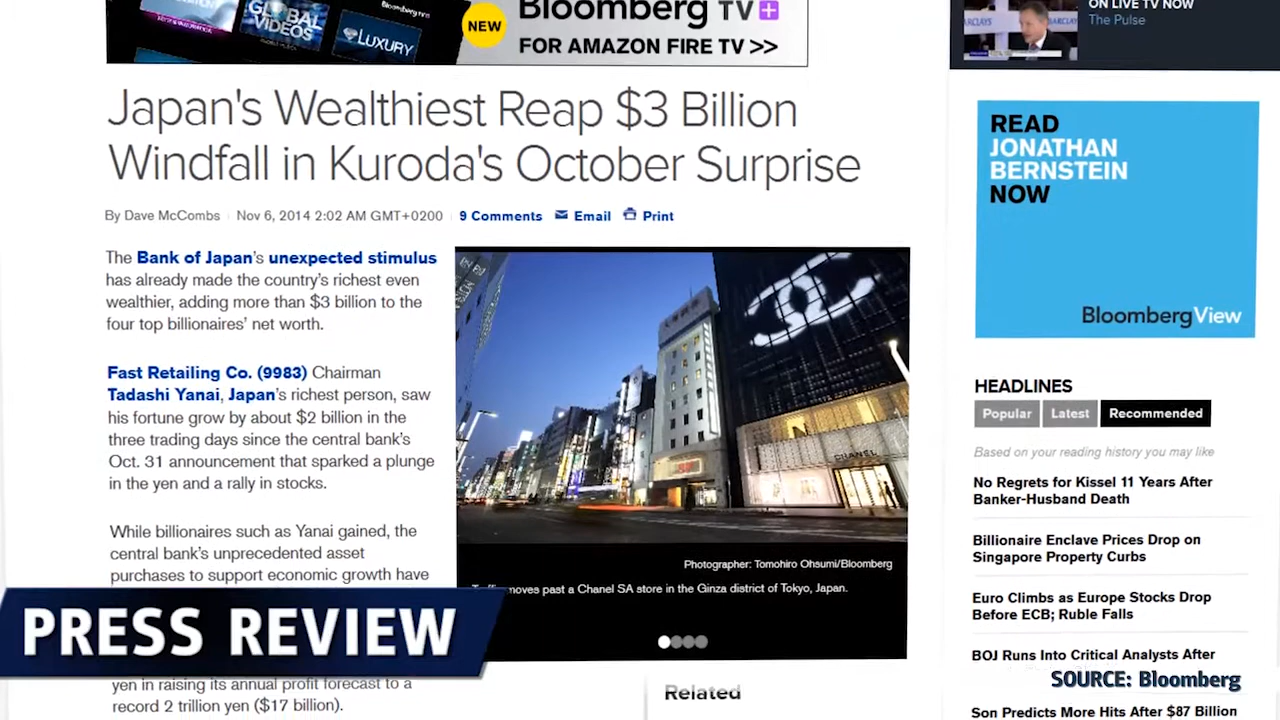 GLOBAL
VIDEOS
LUXURY
NEW
Bloomberg TV+
FOR AMAZON FIRE TV >>
ON LIVE TV NOW
The Pulse
BARCLAYS
Japan's Wealthiest Reap $3 Billion
Windfall in Kuroda's October Surprise
By Dave McCombs Nov 6, 2014 2:02 AM GMT+0200 9 Comments Email Print
The Bank of Japan's unexpected stimulus
has already made the country's richest even
wealthier, adding more than $3 billion to the
four top billionaires' net worth.
Fast Retailing Co. (9983) Chairman
Tadashi Yanai, Japan's richest person, saw
his fortune grow by about $2 billion in the
three trading days since the central bank's
Oct. 31 announcement that sparked a plunge
in the yen and a rally in stocks.
While billionaires such as Yanai gained, the
central bank's unprecedented asset
purchases to support economic growth have
yen in raising its annual profit forecast to a
record 2 trillion yen ($17 billion).
CHANEL
Photographer: Tomohiro Ohsumi/Bloomberg
moves past a Chanel SA store in the Ginza district of Tokyo, Japan.
Related
READ
JONATHAN
BERNSTEIN
NOW
BloombergView
HEADLINES
Popular Latest Recommended
Based on your reading history you may like
No Regrets for Kissel 11 Years After
Banker-Husband Death
Billionaire Enclave Prices Drop on
Singapore Property Curbs
Euro Climbs as Europe Stocks Drop
Before ECB; Ruble Falls
BOJ Runs Into Critical Analysts After
Son Predicts More Hits After $87 Billion
PRESS REVIEW
SOURCE: Bloomberg